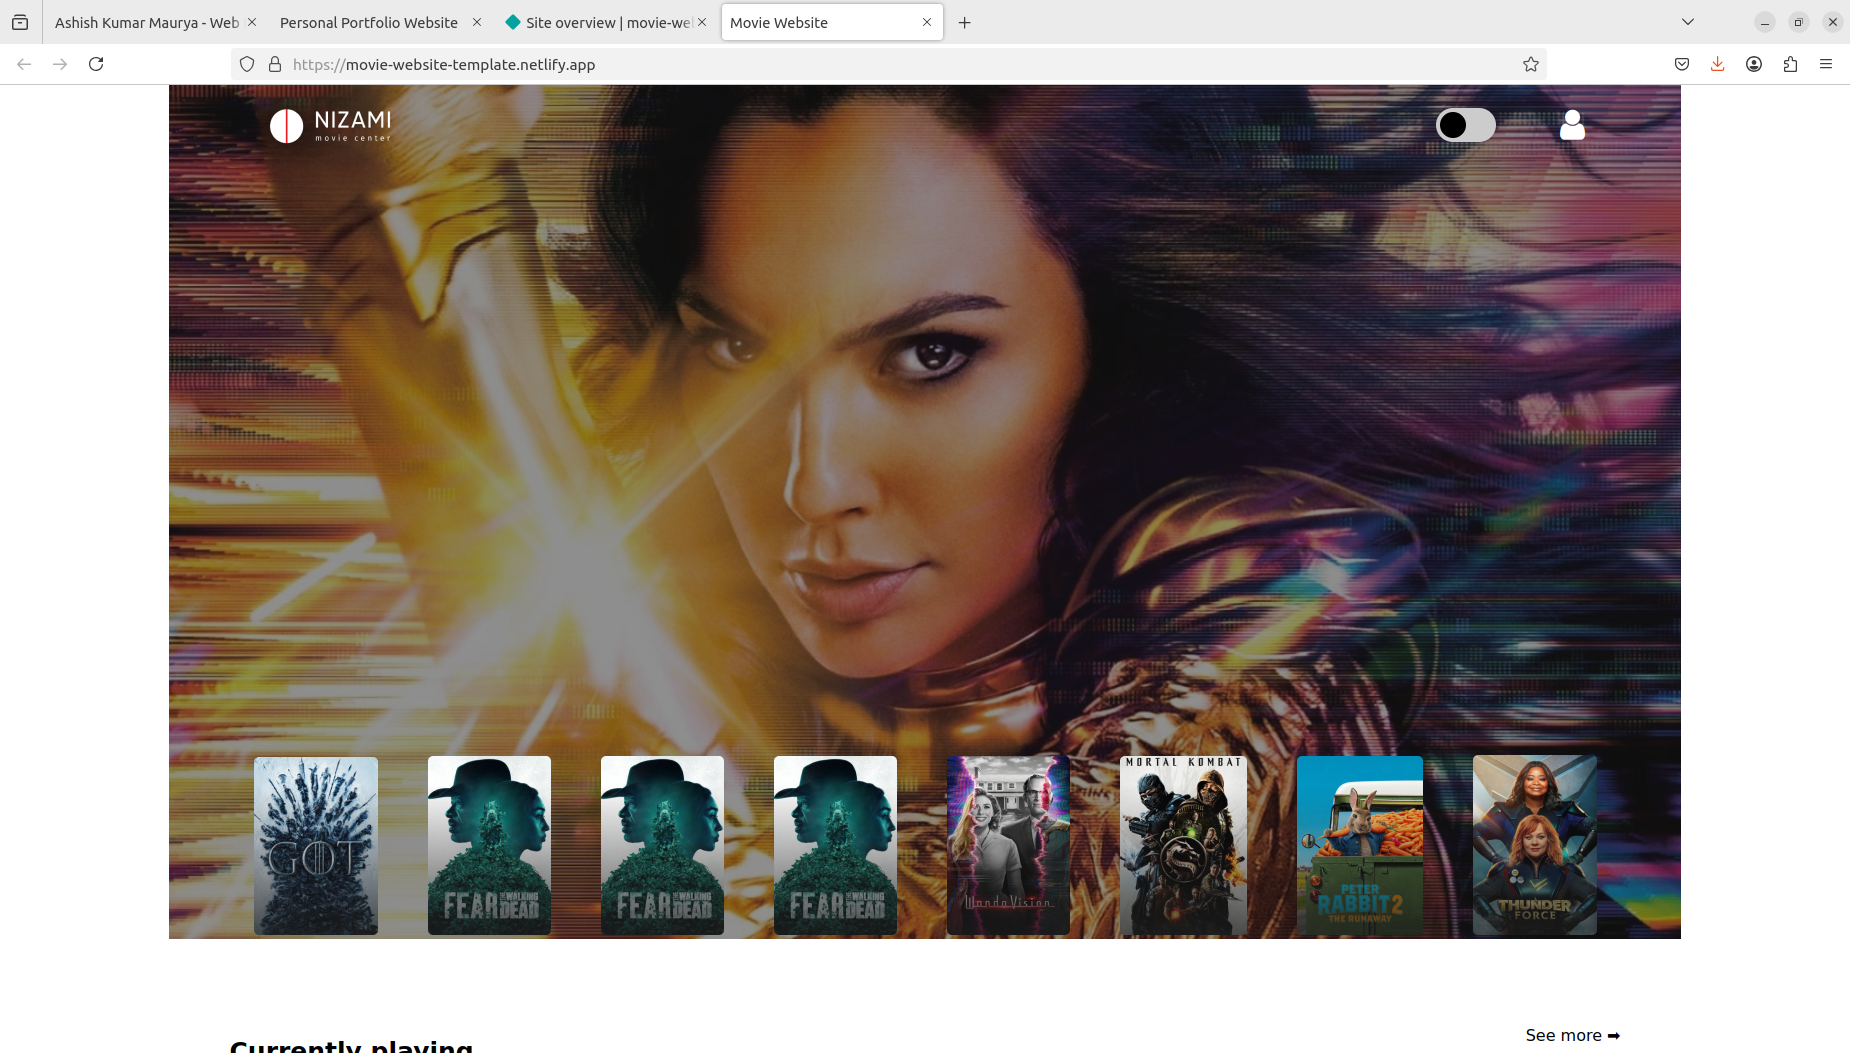 Ashish Kumar Maurya - Web
Personal Portfolio Website
Site overview | movie-we
Movie Website
https://movie-website-template.netlify.app
NIZAMI
movie center
GOT
FEAR THE WALKING DEAD
FEAR THE WALKING DEAD
FEAR THE WALKING DEAD
WandaVision
MORTAL KOMBAT
PETER
RABBIT 2
THE RUNAWAY
THUNDER
FORCE
See more ➡
Currently playing